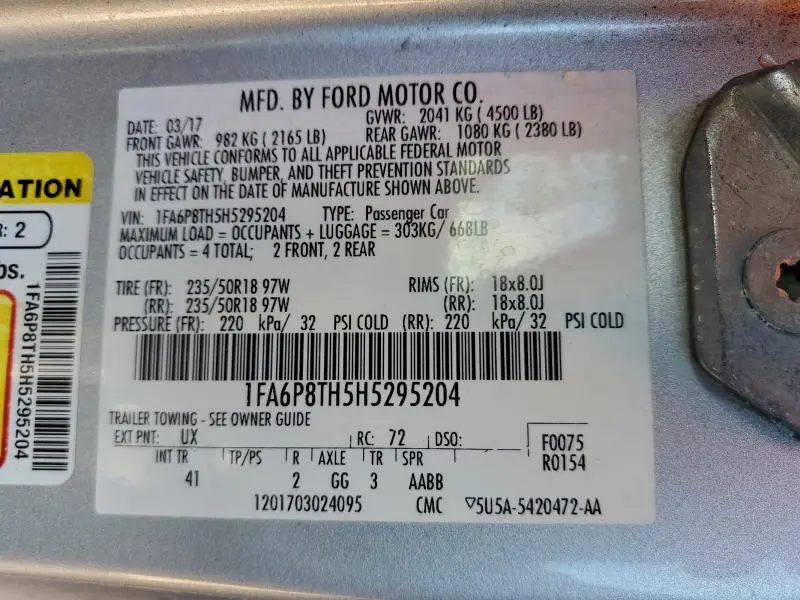 MFD. BY FORD MOTOR CO.
DATE: 03/17 GVWR: 2041 KG ( 4500 LB)
FRONT GAWR: 982 KG ( 2165 LB) REAR GAWR: 1080 KG ( 2380 LB)
THIS VEHICLE CONFORMS TO ALL APPLICABLE FEDERAL MOTOR
VEHICLE SAFETY, BUMPER, AND THEFT PREVENTION STANDARDS
IN EFFECT ON THE DATE OF MANUFACTURE SHOWN ABOVE.
VIN: 1FA6P8TH5H5295204 TYPE: Passenger Car
MAXIMUM LOAD = OCCUPANTS + LUGGAGE = 303KG/ 668LB
OCCUPANTS = 4 TOTAL; 2 FRONT, 2 REAR
TIRE (FR): 235/50R18 97W RIMS (FR): 18x8.0J
(RR): 235/50R18 97W (RR): 18x8.0J
PRESSURE (FR): 220 kPa/ 32 PSI COLD (RR): 220 kPa/ 32 PSI COLD
1FA6P8TH5H5295204
TRAILER TOWING - SEE OWNER GUIDE
EXT PNT: UX RC: 72 DSO: F0075
R0154
INT TR TP/PS R AXLE TR SPR
41 2 GG 3 AABB
1201703024095 CMC ▽5U5A-5420472-AA
ATION
R: 2
bs.
1FA6P8TH5H5295204